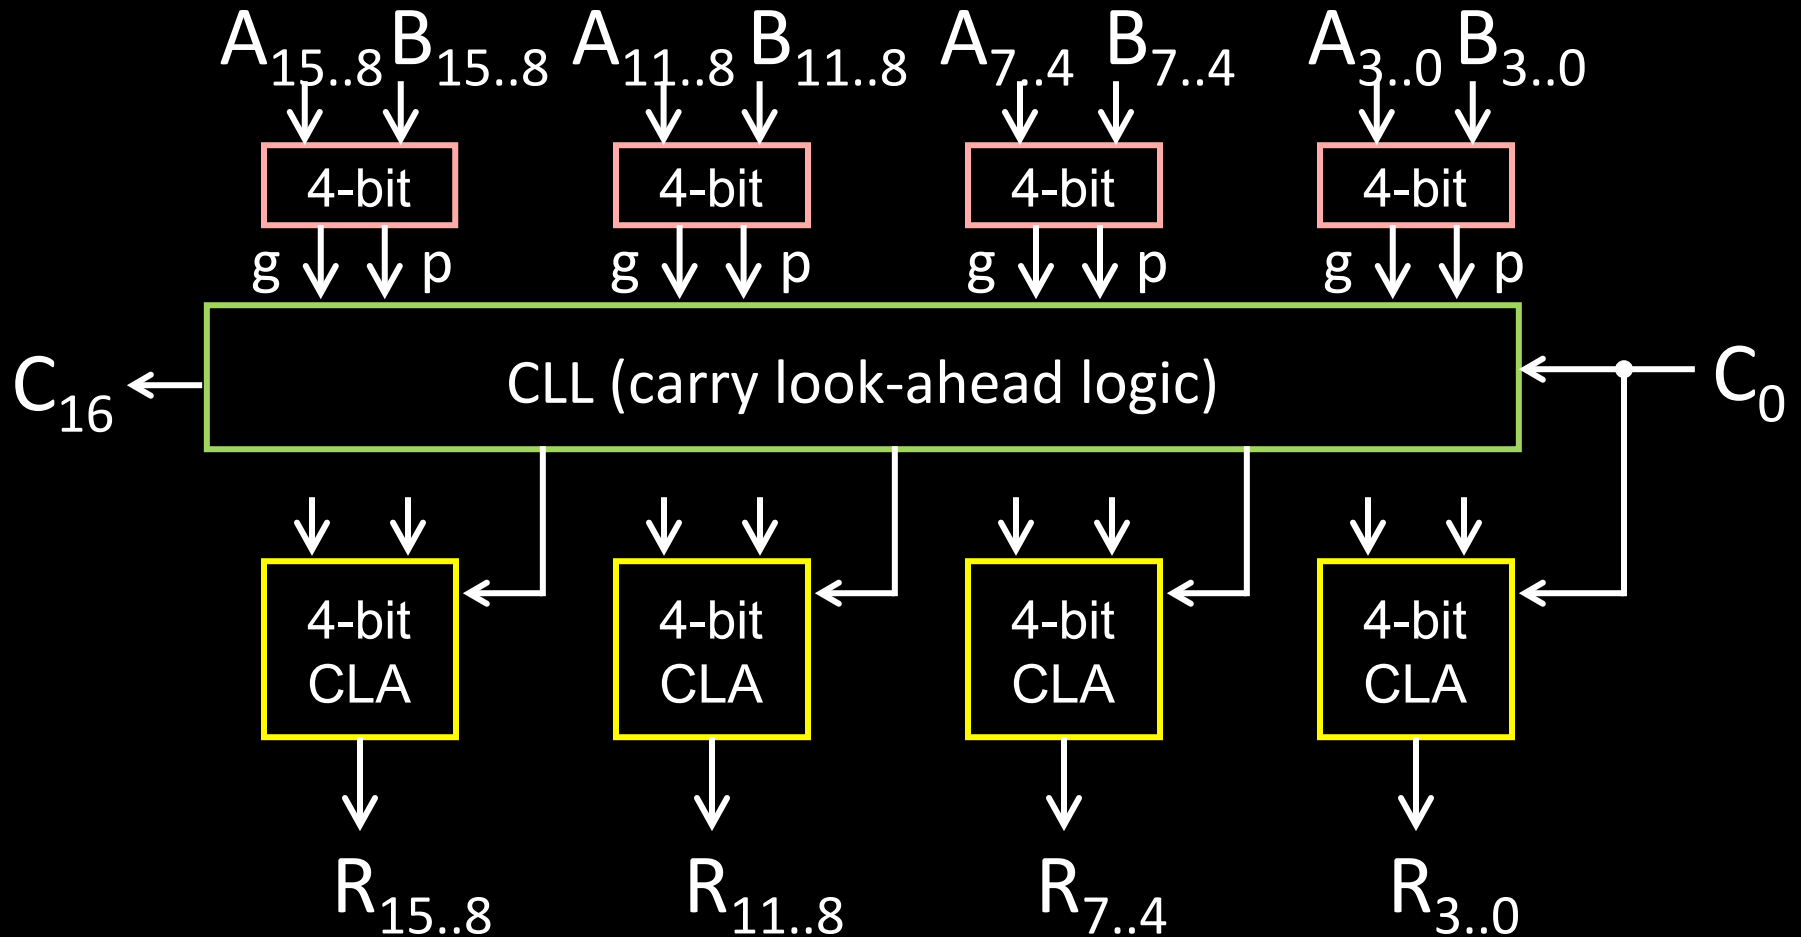 A15..8 B15..8 A11..8 B11..8 A7..4 B7..4 A3..0 B3..0
4-bit 4-bit 4-bit 4-bit
g p g p g p g p
C16 CLL (carry look-ahead logic) C0
4-bit 4-bit 4-bit 4-bit
CLA CLA CLA CLA
R15..8 R11..8 R7..4 R3..0